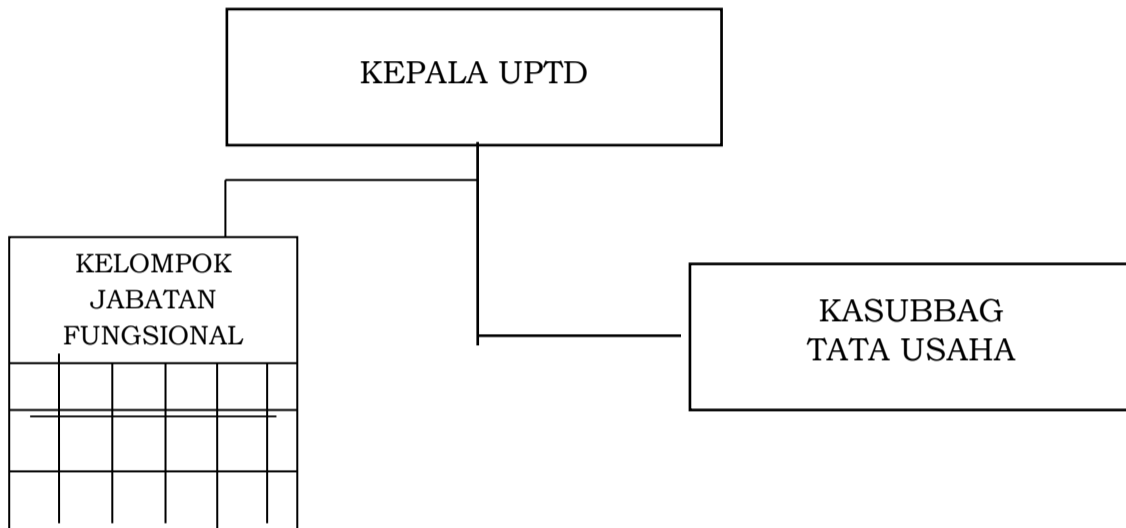 KEPALA UPTD
KELOMPOK
JABATAN
FUNGSIONAL
KASUBBAG
TATA USAHA